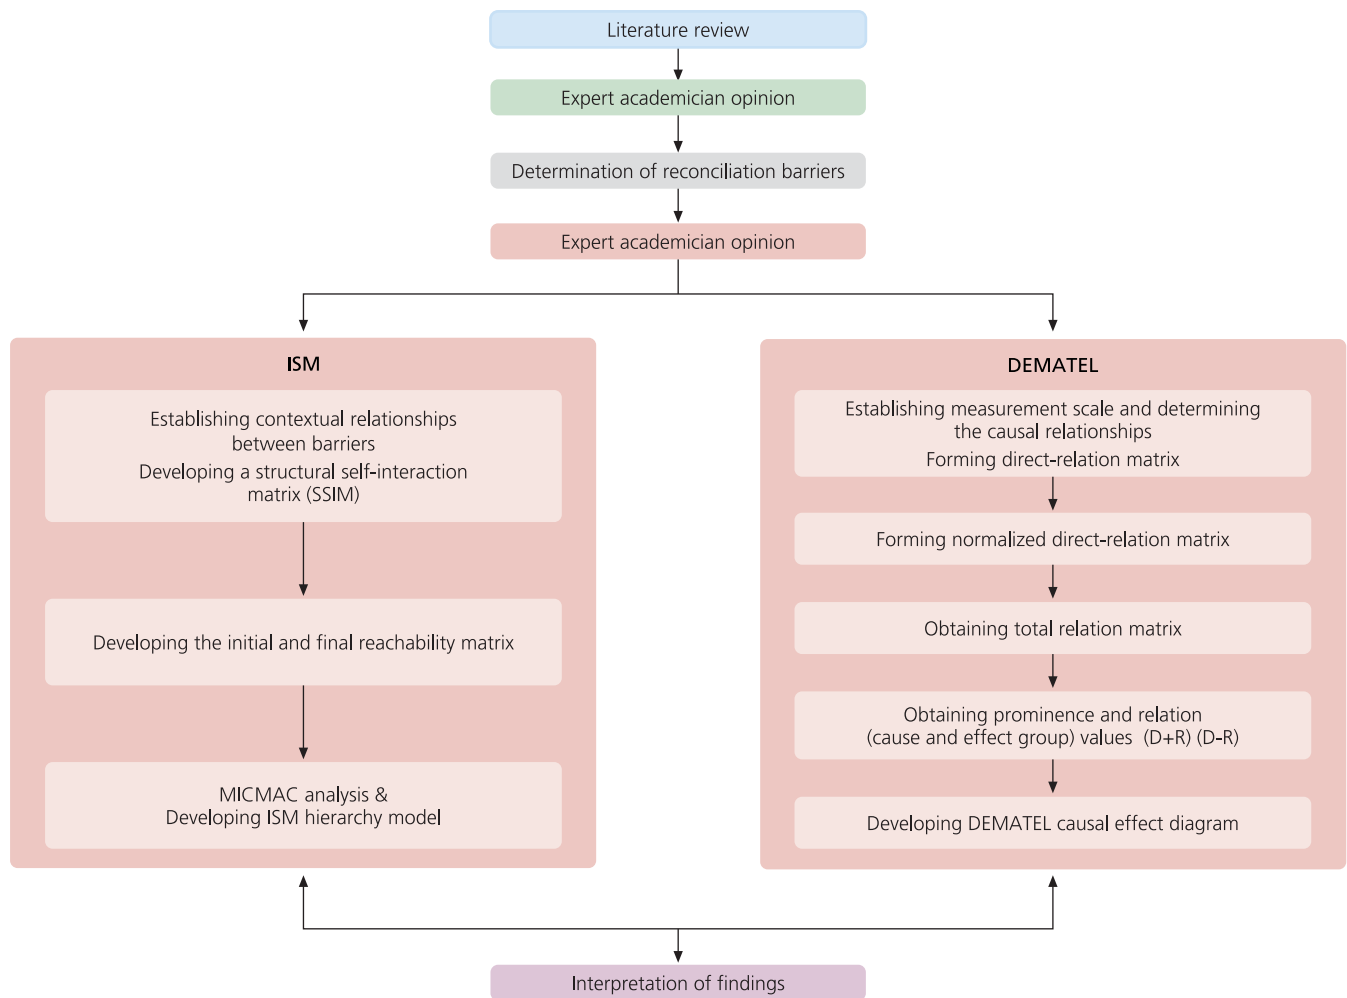 Literature review
Expert academician opinion
Determination of reconciliation barriers
Expert academician opinion
ISM
Establishing contextual relationships
between barriers
Developing a structural self-interaction
matrix (SSIM)
Developing the initial and final reachability matrix
MICMAC analysis &
Developing ISM hierarchy model
DEMATEL
Establishing measurement scale and determining
the causal relationships
Forming direct-relation matrix
Forming normalized direct-relation matrix
Obtaining total relation matrix
Obtaining prominence and relation
(cause and effect group) values (D+R) (D-R)
Developing DEMATEL causal effect diagram
Interpretation of findings